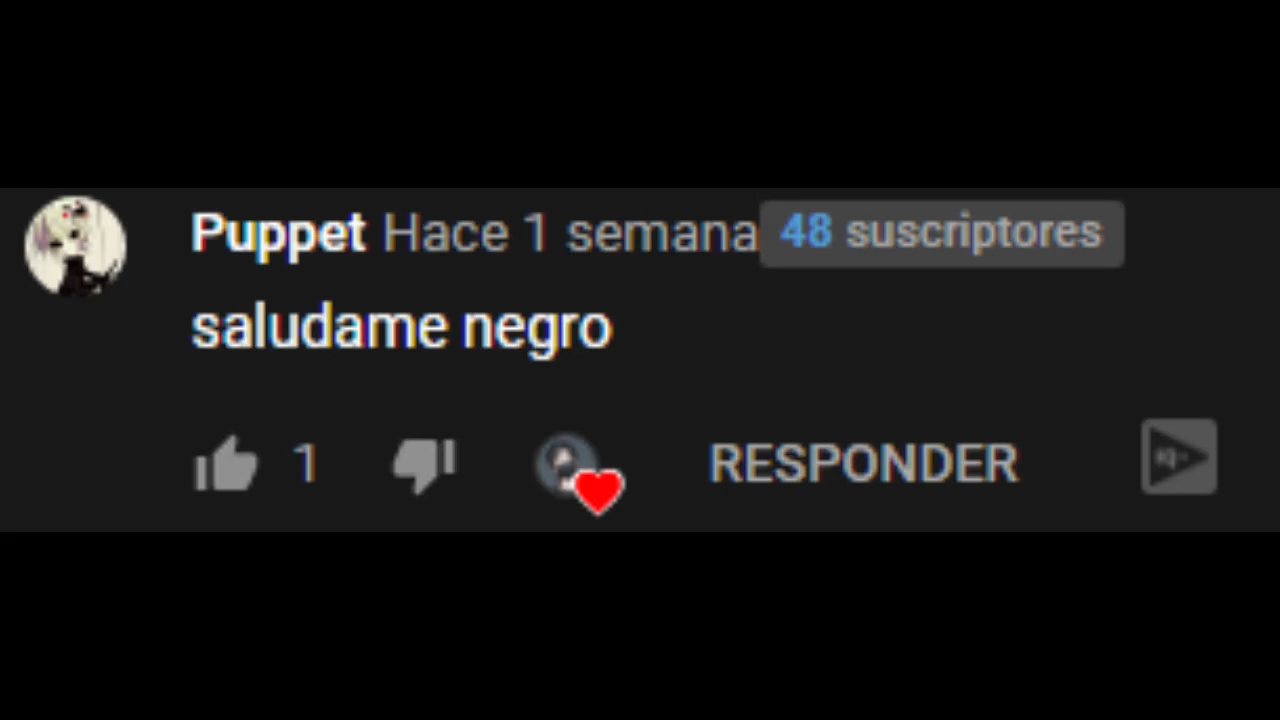 Puppet Hace 1 semana 48 suscriptores
saludame negro
1 RESPONDER